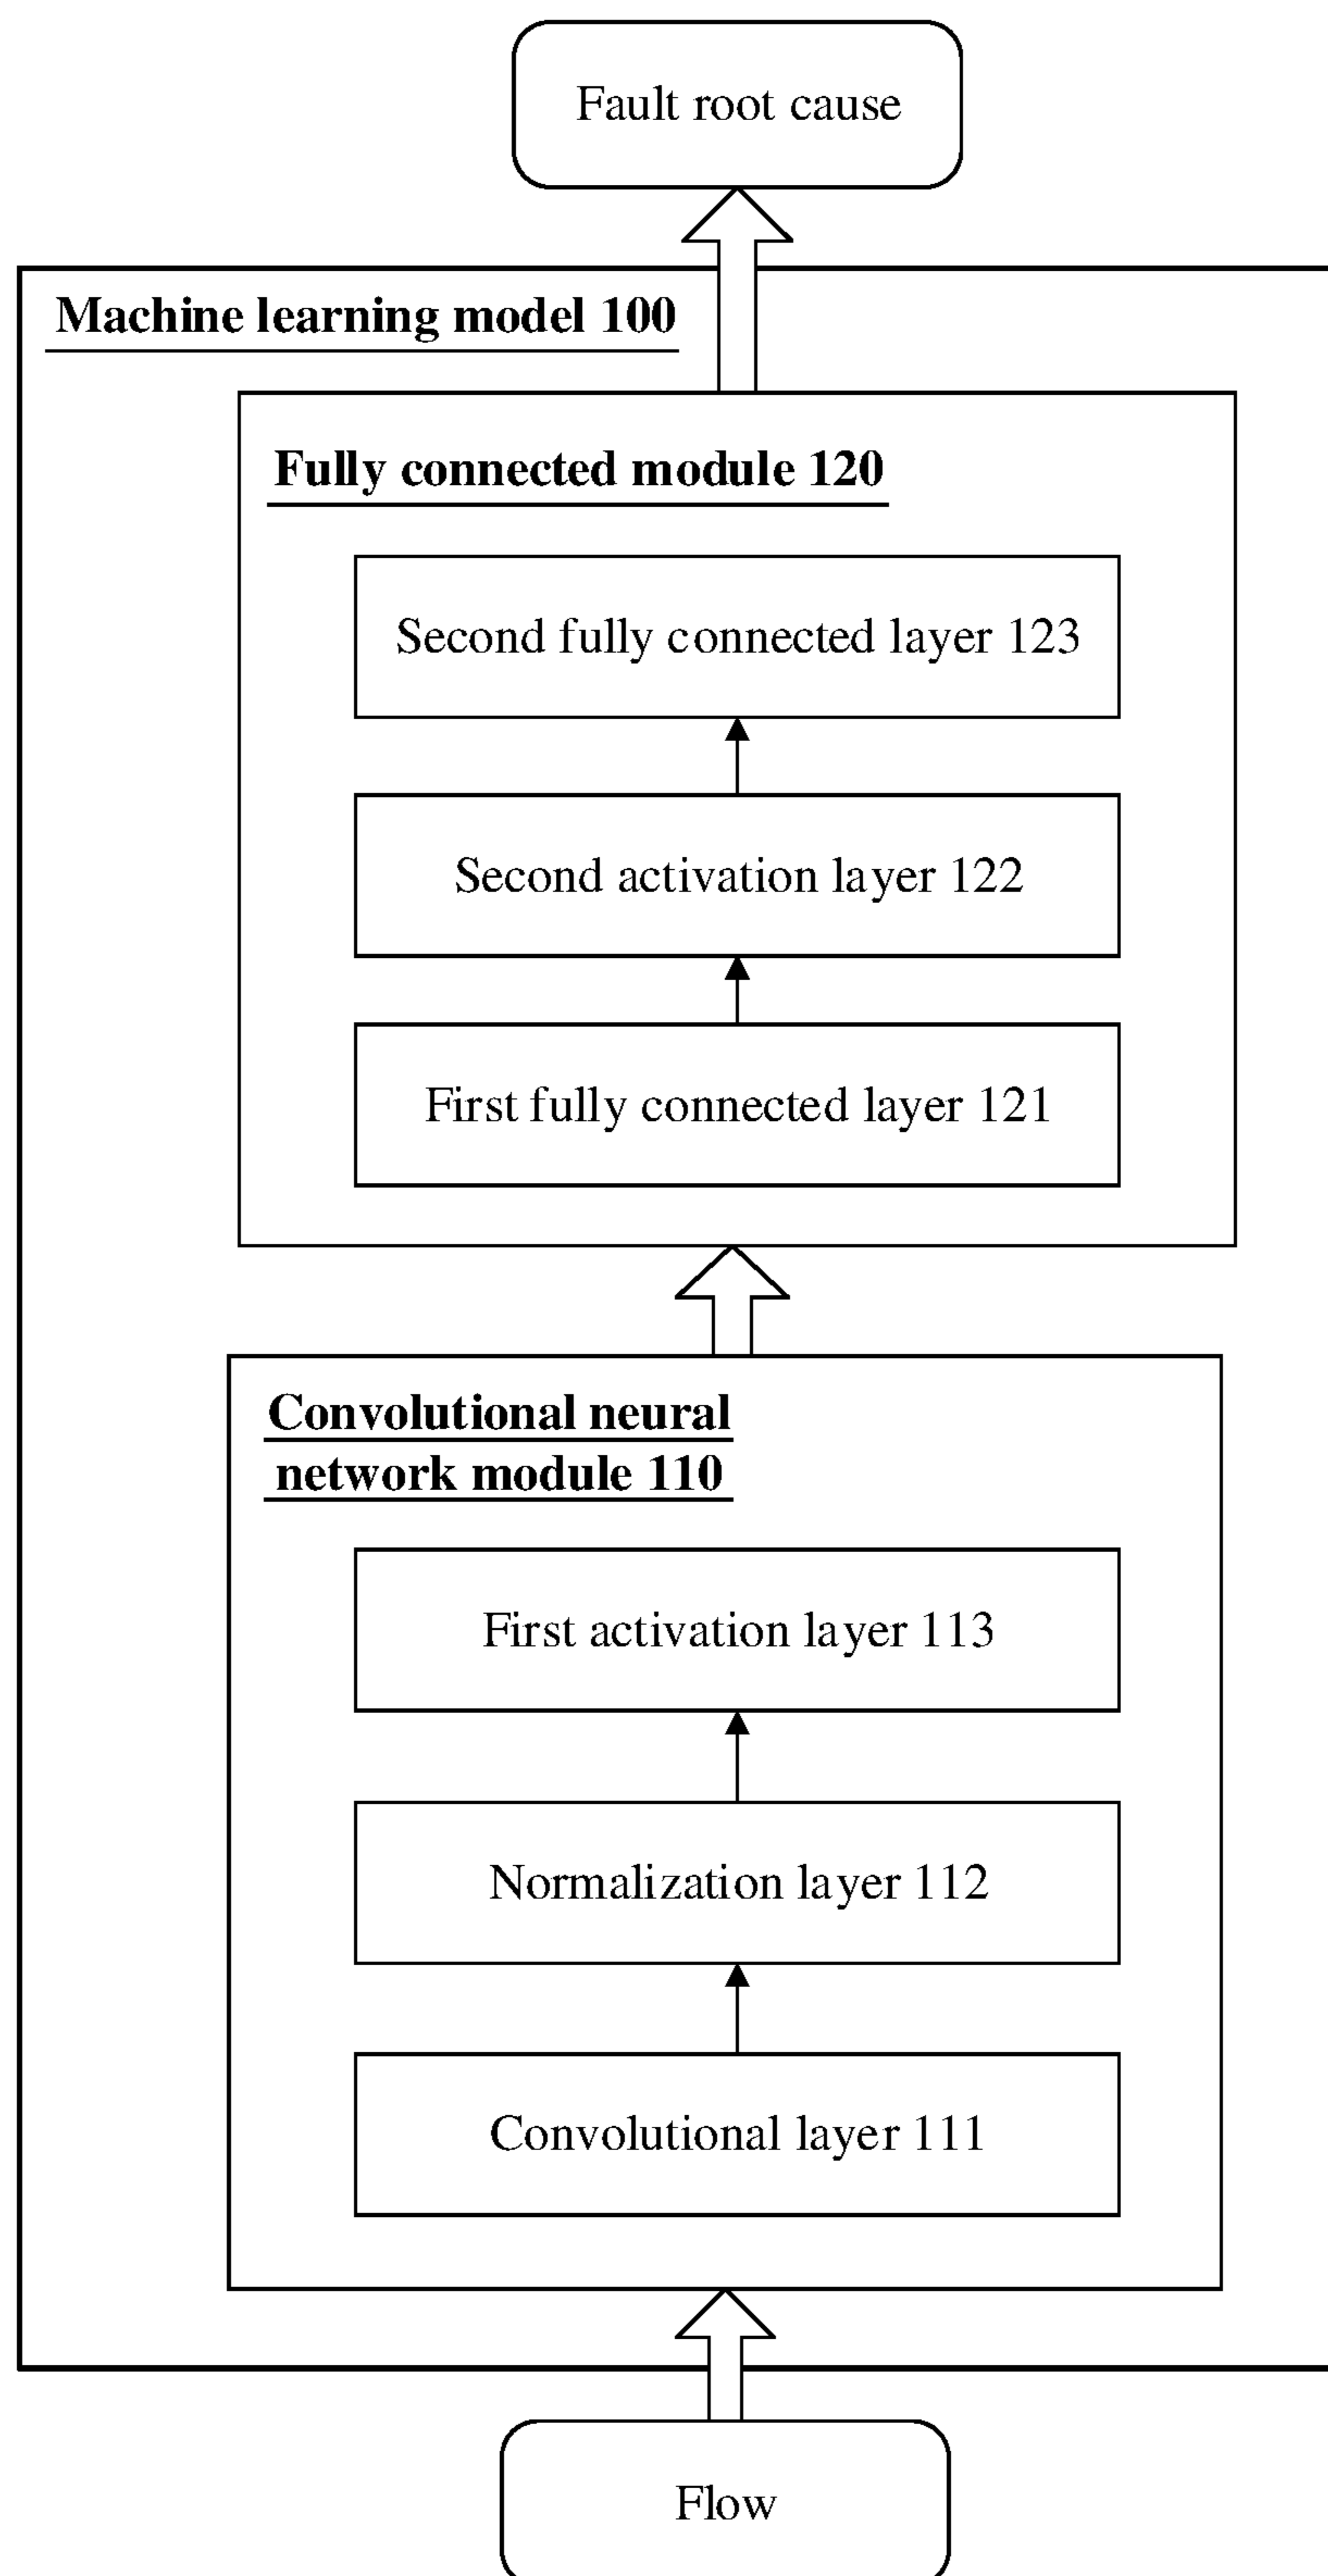 Fault root cause
Machine learning model 100
Fully connected module 120
Second fully connected layer 123
Second activation layer 122
First fully connected layer 121
Convolutional neural
network module 110
First activation layer 113
Normalization layer 112
Convolutional layer 111
Flow